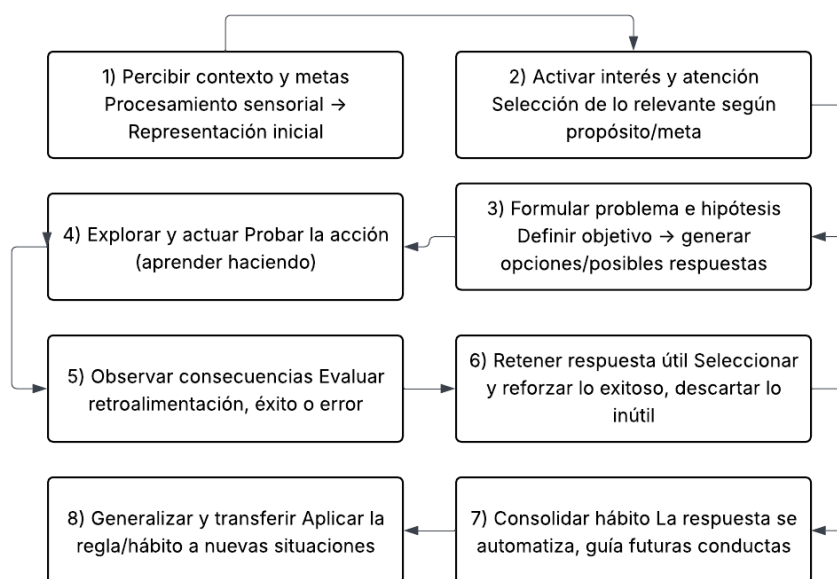 1) Percibir contexto y metas
Procesamiento sensorial →
Representación inicial
2) Activar interés y atención
Selección de lo relevante según
propósito/meta
3) Formular problema e hipótesis
Definir objetivo → generar
opciones/posibles respuestas
4) Explorar y actuar Probar la acción
(aprender haciendo)
5) Observar consecuencias Evaluar
retroalimentación, éxito o error
6) Retener respuesta útil Seleccionar
y reforzar lo exitoso, descartar lo
inútil
7) Consolidar hábito La respuesta se
automatiza, guía futuras conductas
8) Generalizar y transferir Aplicar la
regla/hábito a nuevas situaciones